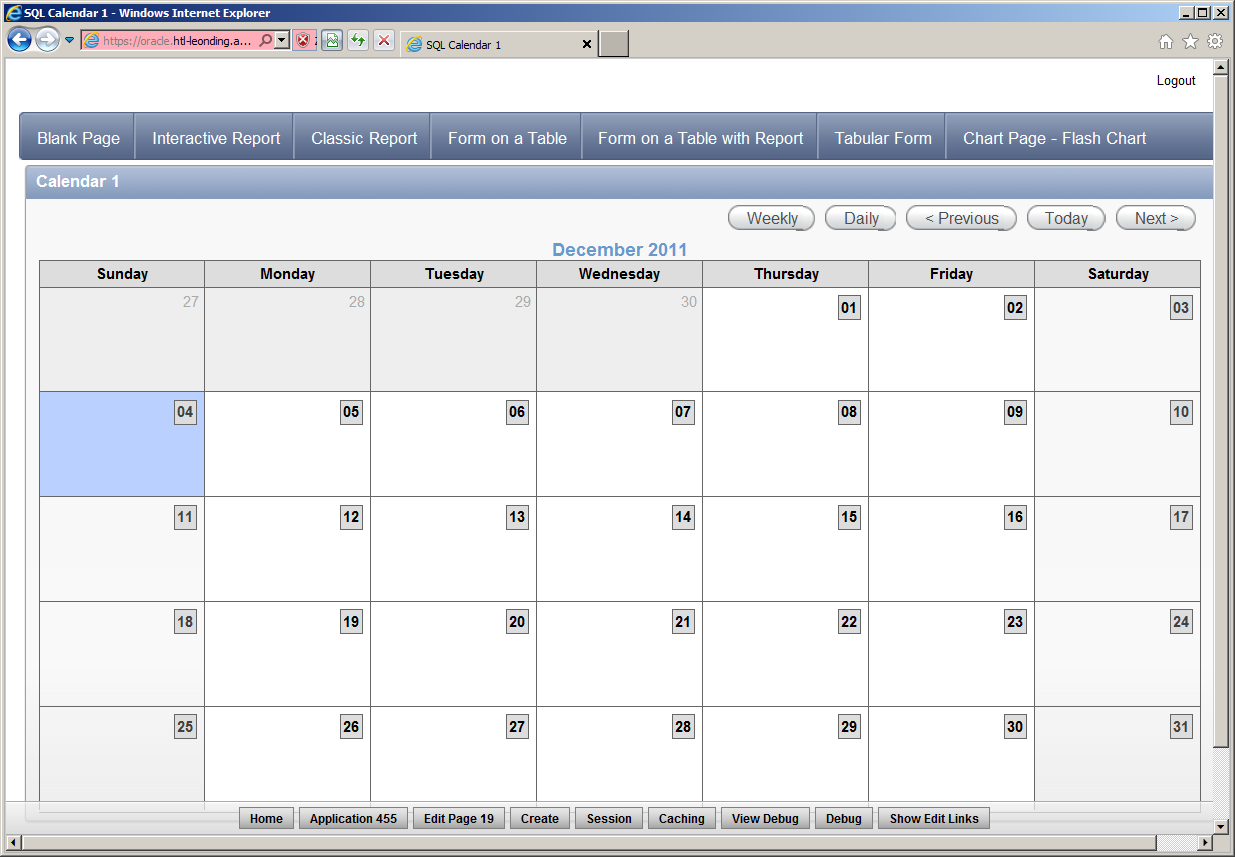 SQL Calendar 1 - Windows Internet Explorer
https://oracle.htl-leonding.a...
SQL Calendar 1
Logout
Blank Page Interactive Report Classic Report Form on a Table Form on a Table with Report Tabular Form Chart Page - Flash Chart
Calendar 1
Weekly Daily < Previous Today Next >
December 2011
Sunday Monday Tuesday Wednesday Thursday Friday Saturday
27 28 29 30 01 02 03
04 05 06 07 08 09 10
11 12 13 14 15 16 17
18 19 20 21 22 23 24
25 26 27 28 29 30 31
Home Application 455 Edit Page 19 Create Session Caching View Debug Debug Show Edit Links